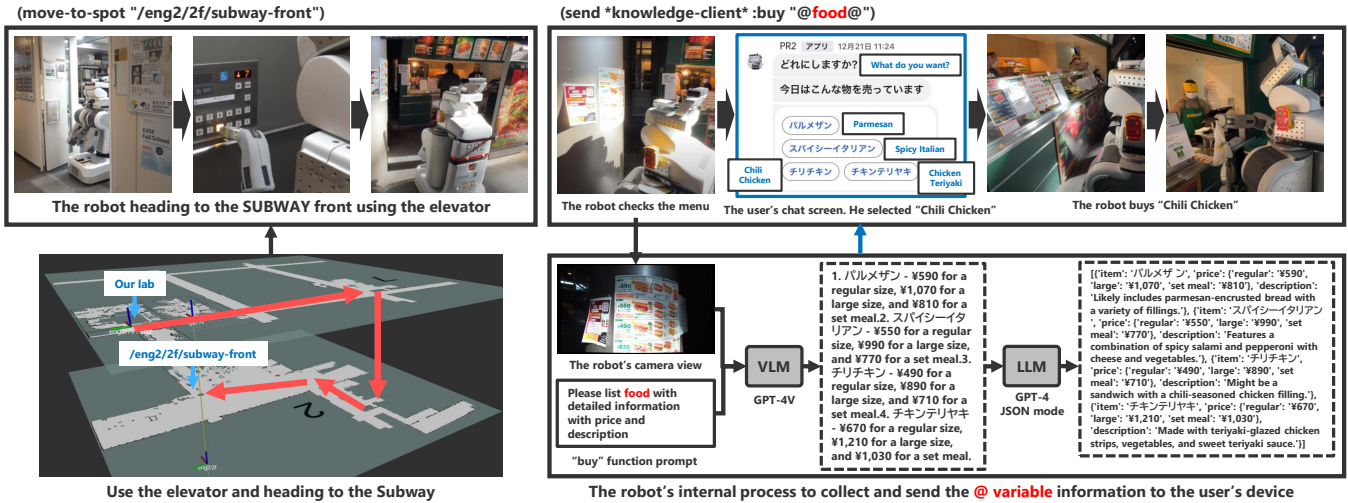 (move-to-spot "/eng2/2f/subway-front")
The robot heading to the SUBWAY front using the elevator
Our lab
/eng2/2f/subway-front
Use the elevator and heading to the Subway
(send *knowledge-client* :buy "@food@")
The robot checks the menu
PR2 アプリ 12月21日 11:24
どれにしますか?
What do you want?
今日はこんな物を売っています
パルメザン
Parmesan
スパイシーイタリアン
Spicy Italian
Chili
Chicken
チリチキン
チキンテリヤキ
Chicken
Teriyaki
The user's chat screen. He selected "Chili Chicken"
The robot buys "Chili Chicken"
The robot's camera view
Please list food with
detailed information
with price and
description
"buy" function prompt
VLM
GPT-4V
1. パルメザン - ¥590 for a
regular size, ¥1,070 for a
large size, and ¥810 for a
set meal.2. スパイシーイタ
リアン - ¥550 for a regular
size, ¥990 for a large size,
and ¥770 for a set meal.3.
チリチキン - ¥490 for a
regular size, ¥890 for a
large size, and ¥710 for a
set meal.4. チキンテリヤキ
- ¥670 for a regular size,
¥1,210 for a large size,
and ¥1,030 for a set meal.
LLM
GPT-4
JSON mode
[{'item': 'パルメザ ン', 'price': {'regular': '¥590',
'large': '¥1,070', 'set meal': '¥810'}, 'description':
'Likely includes parmesan-encrusted bread with
a variety of fillings.'}, {'item': 'スパイシーイタリアン
', 'price': {'regular': '¥550', 'large': '¥990', 'set
meal': '¥770'}, 'description': 'Features a
combination of spicy salami and pepperoni with
cheese and vegetables.'}, {'item': 'チリチキン',
'price': {'regular': '¥490', 'large': '¥890', 'set
meal': '¥710'}, 'description': 'Might be a
sandwich with a chili-seasoned chicken filling.'},
{'item': 'チキンテリヤキ', 'price': {'regular': '¥670',
'large': '¥1,210', 'set meal': '¥1,030'},
'description': 'Made with teriyaki-glazed chicken
strips, vegetables, and sweet teriyaki sauce.'}]
The robot's internal process to collect and send the @ variable information to the user's device